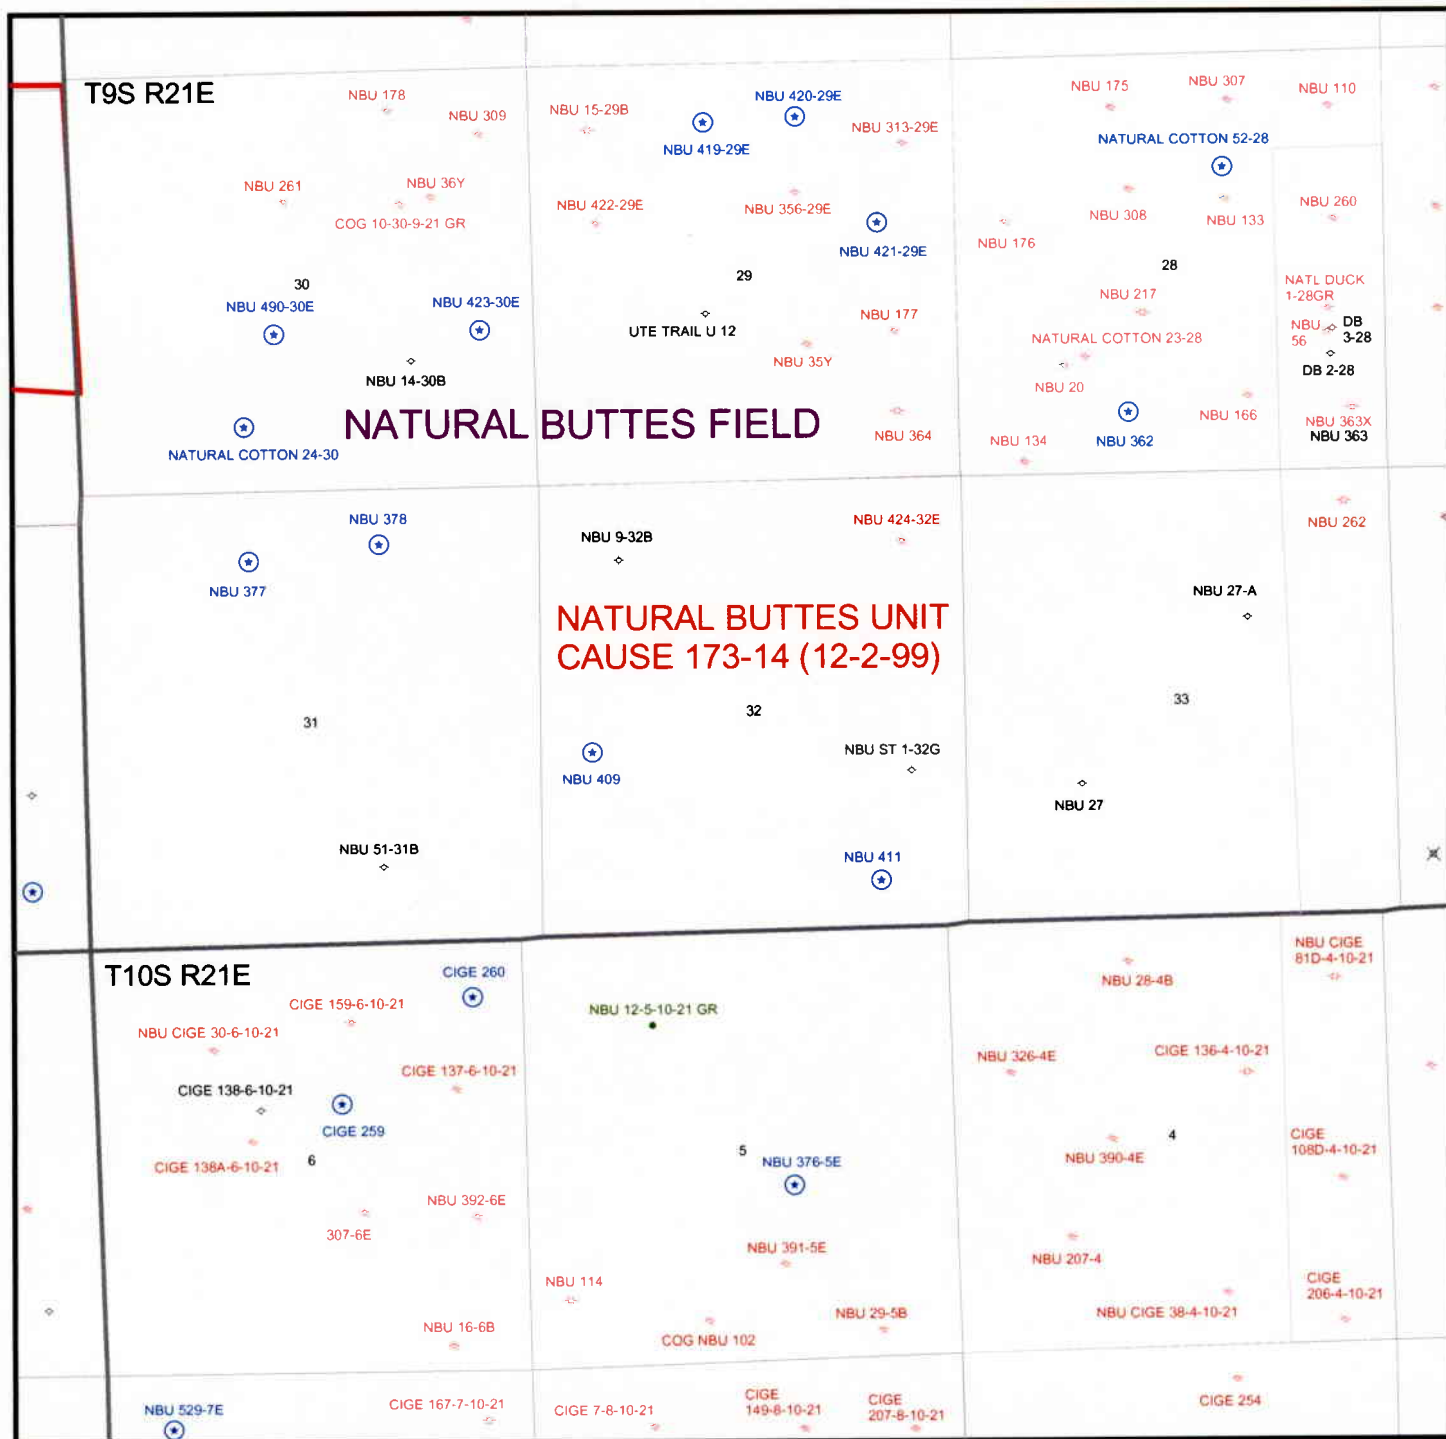 T9S R21E
NBU 178
NBU 309
NBU 261
NBU 36Y
COG 10-30-9-21 GR
30
NBU 490-30E
NBU 423-30E
NBU 14-30B
NATURAL COTTON 24-30
NBU 15-29B
NBU 420-29E
NBU 419-29E
NBU 313-29E
NBU 422-29E
NBU 356-29E
NBU 421-29E
29
UTE TRAIL U 12
NBU 177
NBU 35Y
NBU 364
NATURAL BUTTES FIELD
NBU 175
NBU 307
NBU 110
NATURAL COTTON 52-28
NBU 308
NBU 133
NBU 260
NBU 176
28
NBU 217
NATL DUCK
1-28GR
NATURAL COTTON 23-28
NBU
56
DB
3-28
DB 2-28
NBU 20
NBU 166
NBU 363X
NBU 363
NBU 134
NBU 362
NBU 378
NBU 377
31
NBU 51-31B
NBU 9-32B
NBU 424-32E
NATURAL BUTTES UNIT
CAUSE 173-14 (12-2-99)
32
NBU 409
NBU ST 1-32G
NBU 411
NBU 262
NBU 27-A
33
NBU 27
T10S R21E
CIGE 260
CIGE 159-6-10-21
NBU CIGE 30-6-10-21
CIGE 137-6-10-21
CIGE 138-6-10-21
CIGE 259
CIGE 138A-6-10-21
6
NBU 392-6E
307-6E
NBU 16-6B
NBU 12-5-10-21 GR
5
NBU 376-5E
NBU 391-5E
NBU 114
NBU 29-5B
COG NBU 102
NBU CIGE
81D-4-10-21
NBU 28-4B
NBU 326-4E
CIGE 136-4-10-21
4
CIGE
108D-4-10-21
NBU 390-4E
NBU 207-4
CIGE
206-4-10-21
NBU CIGE 38-4-10-21
NBU 529-7E
CIGE 167-7-10-21
CIGE 7-8-10-21
CIGE
149-8-10-21
CIGE
207-8-10-21
CIGE 254